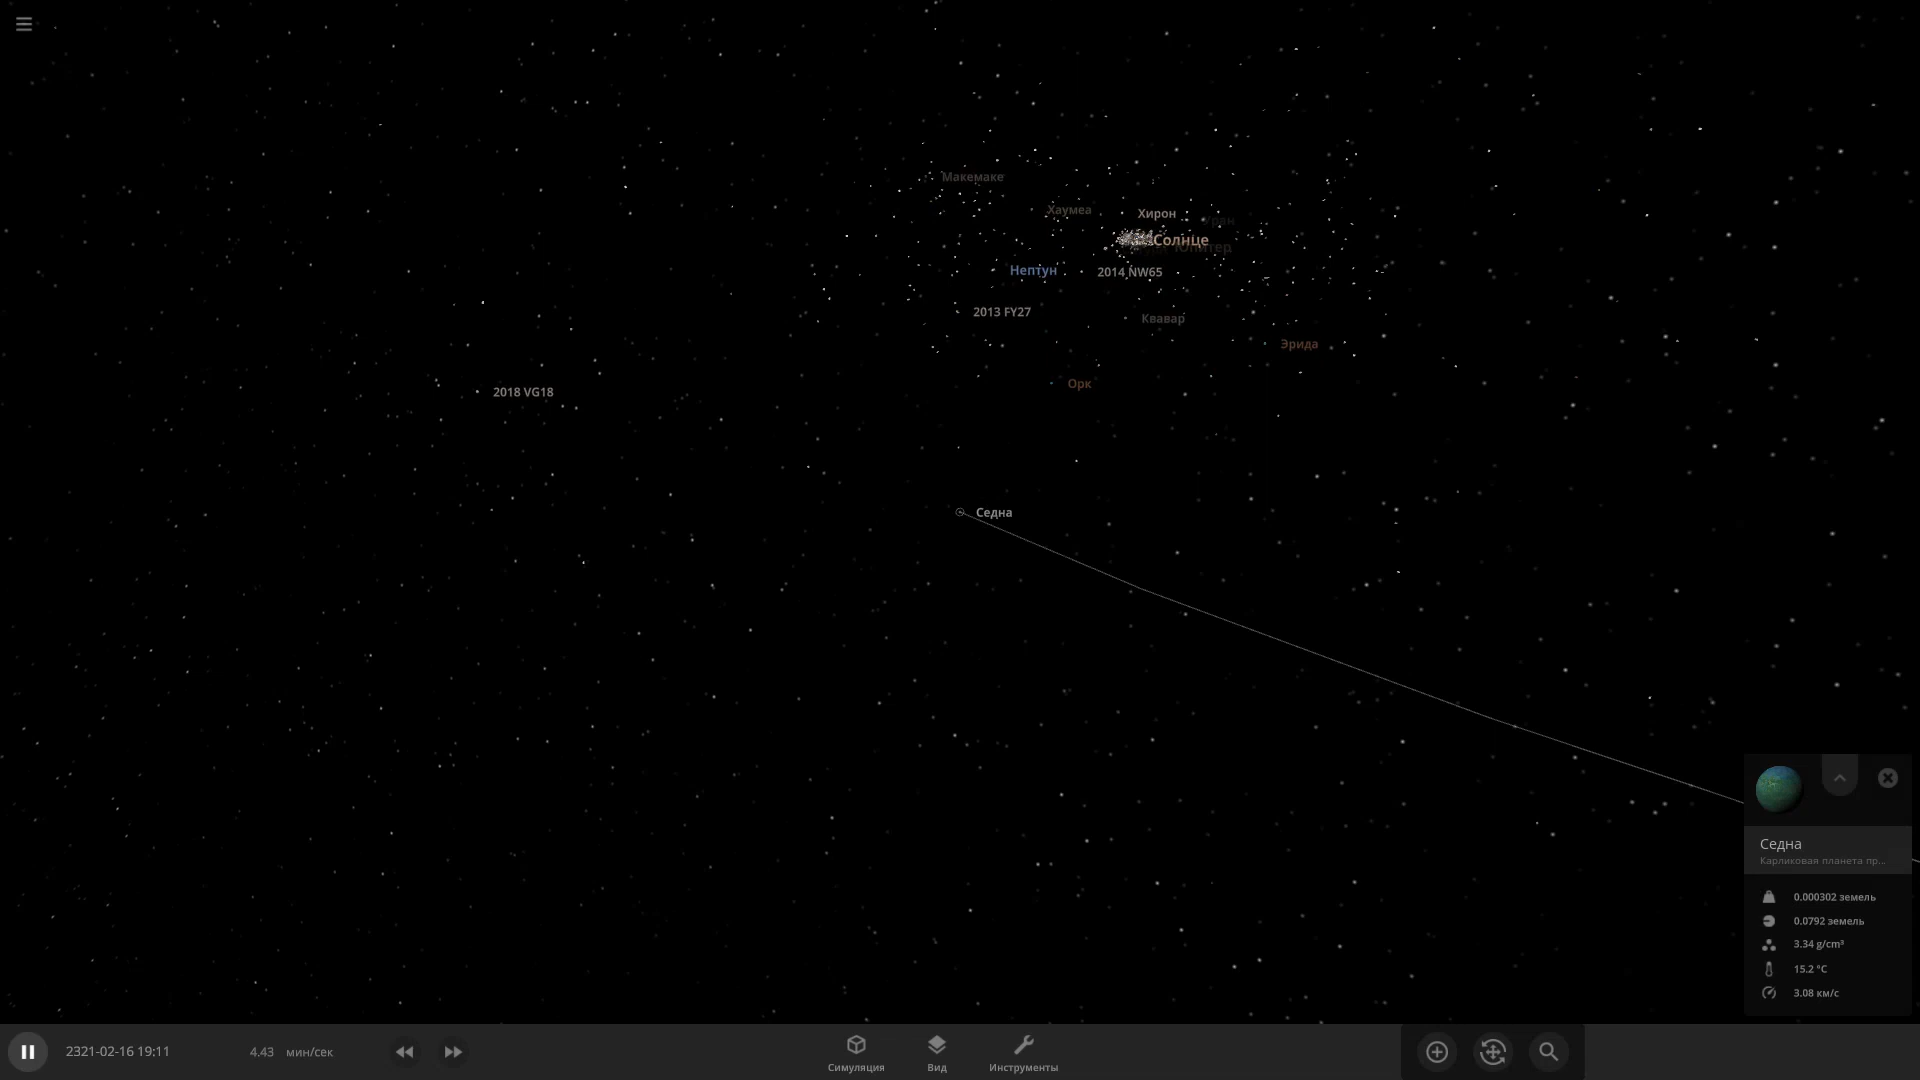 Макемаке
Хаумеа
Хирон
Уран
Солнце
Юпитер
Нептун
2014 NW65
2013 FY27
Квавар
Эрида
Орк
2018 VG18
Седна
Седна
Карликовая планета пр...
0.000302 земель
0.0792 земель
3.34 g/cm³
15.2 °C
3.08 км/с
2321-02-16 19:11
4.43 мин/сек
Симуляция
Вид
Инструменты